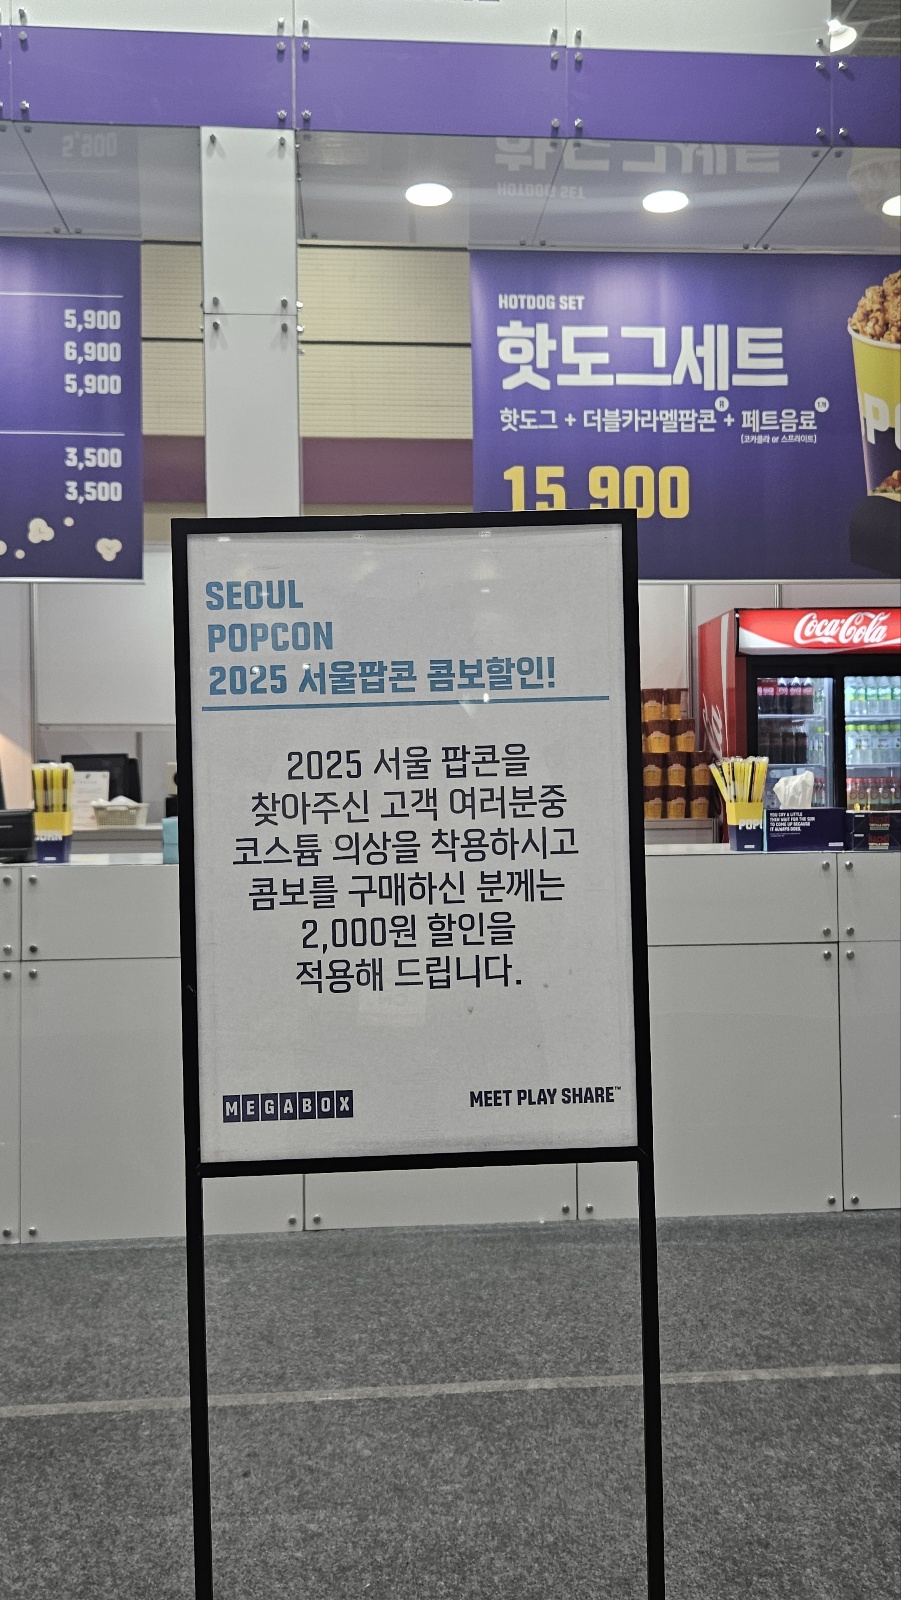 5,900
6,900
5,900
3,500
3,500
HOTDOG SET
핫도그세트
핫도그 + 더블카라멜팝콘 R + 페트음료
(코카콜라 or 스프라이트)
15,900
Coca-Cola
SEOUL
POPCON
2025 서울팝콘 콤보할인!
2025 서울 팝콘을
찾아주신 고객 여러분중
코스튬 의상을 착용하시고
콤보를 구매하신 분께는
2,000원 할인을
적용해 드립니다.
MEGABOX
MEET PLAY SHARE™